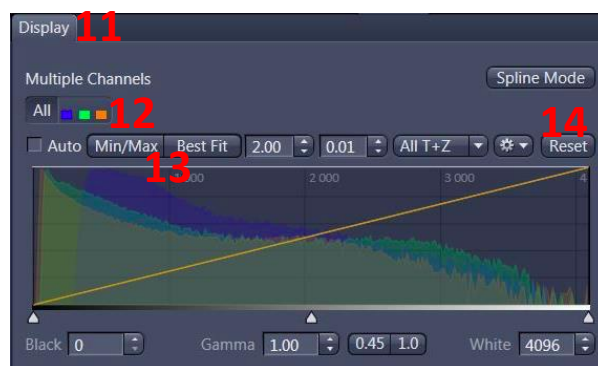 Display 11
Multiple Channels Spline Mode
All 12 14
Auto Min/Max Best Fit 2.00 0.01 All T+Z Reset
13 000 2 000 3 000 4
Black 0 Gamma 1.00 0.45 1.0 White 4096